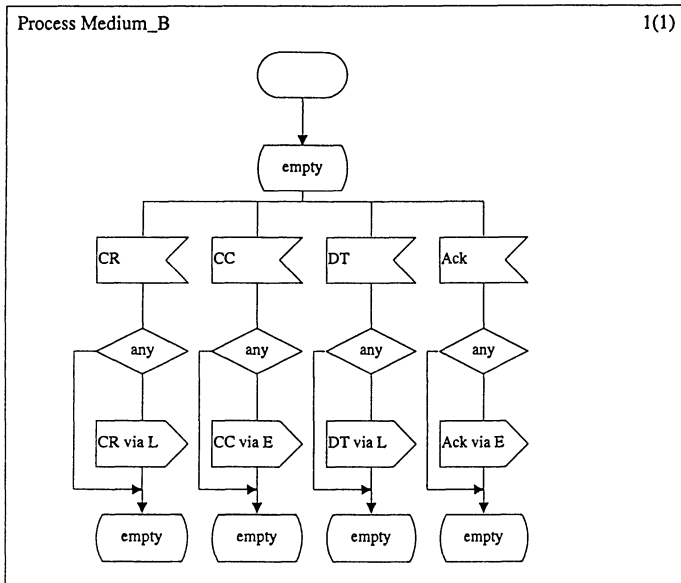 Process Medium_B 1(1)
empty
CR CC DT Ack
any any any any
CR via L CC via E DT via L Ack via E
empty empty empty empty